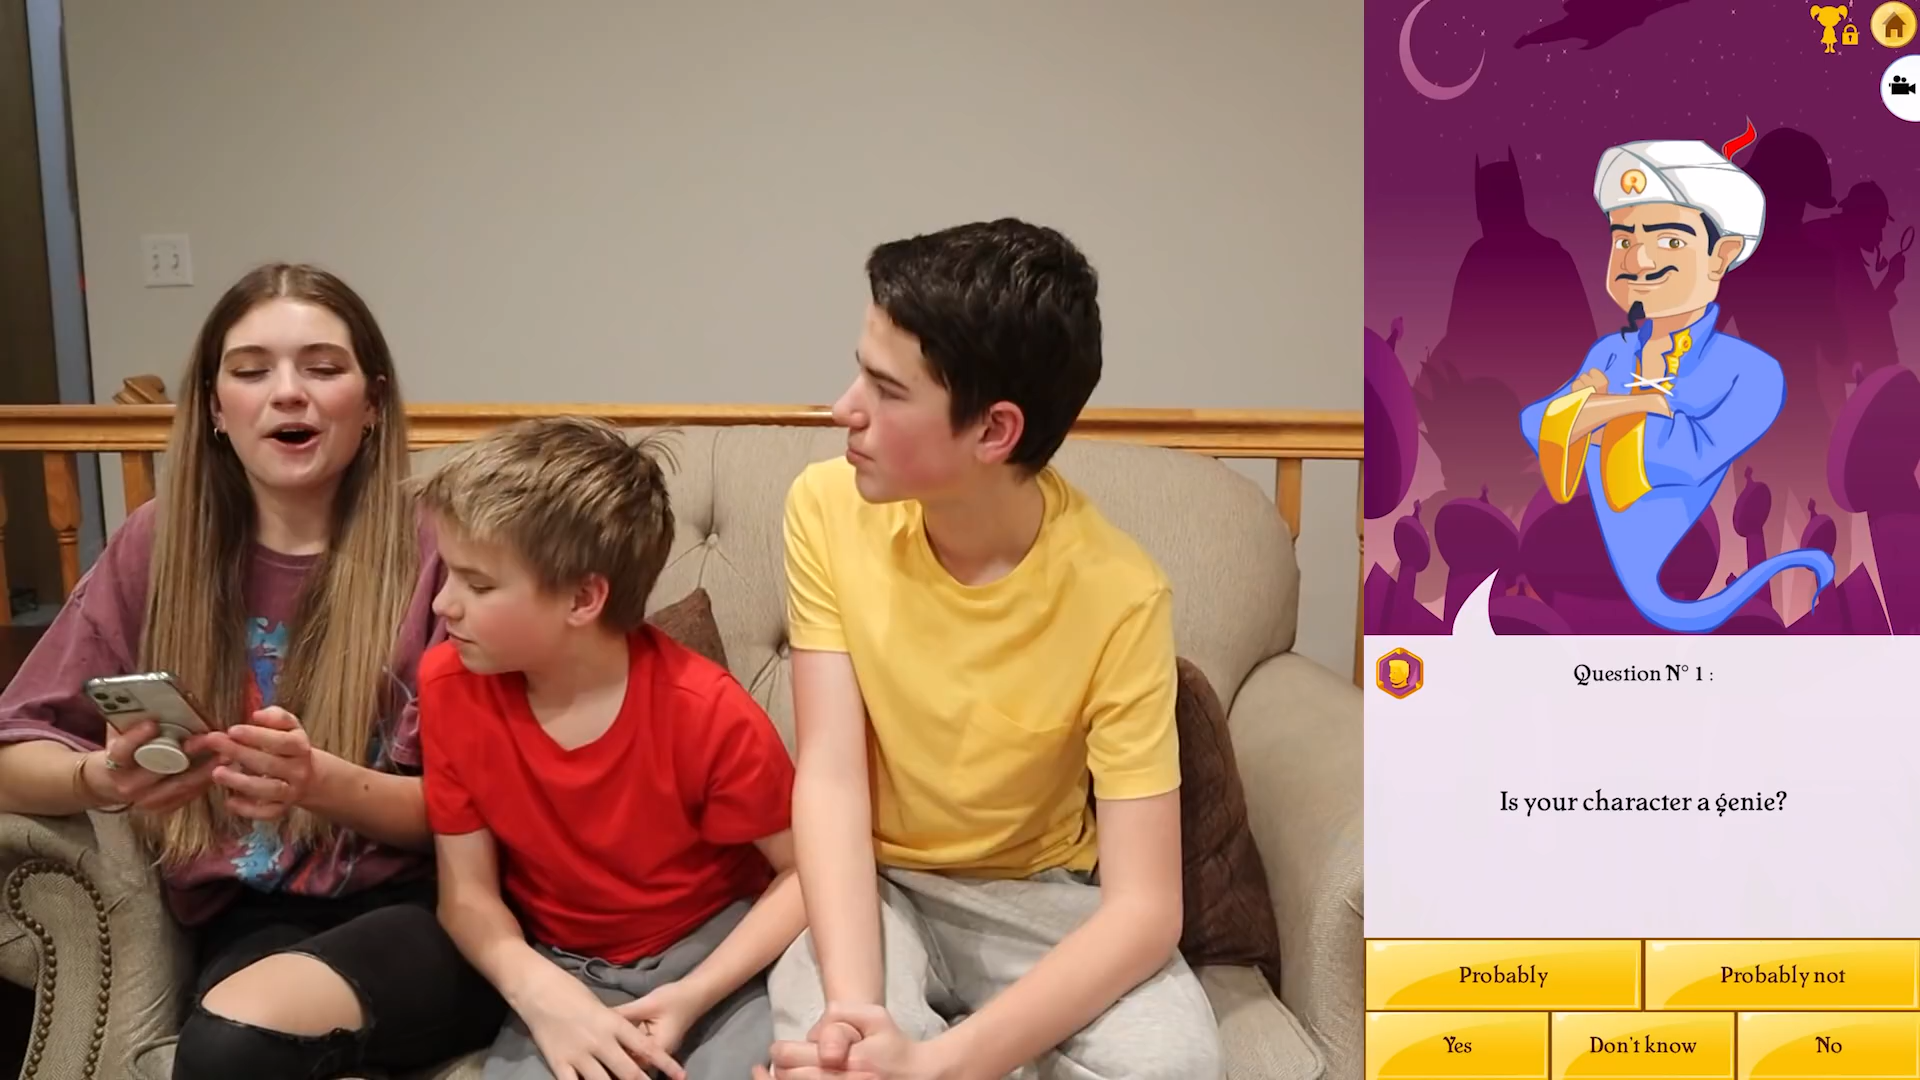 Question N° 1 :
Is your character a genie?
Probably
Probably not
Yes
Don't know
No